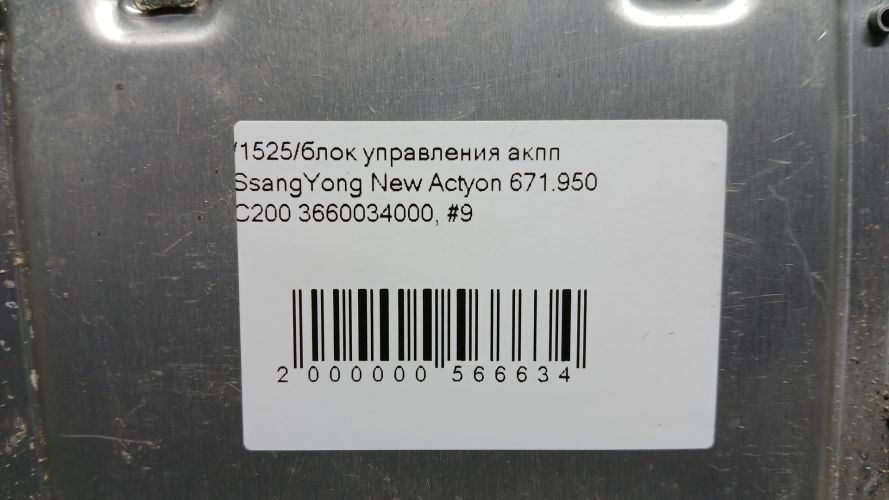 /1525/блок управления акпп
SsangYong New Actyon 671.950
C200 3660034000, #9
2 000000 566634